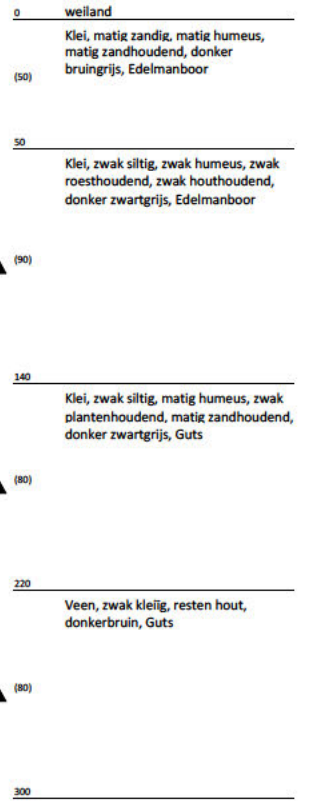 0 weiland
Klei, matig zandig, matig humeus,
matig zandhoudend, donker
bruingrijs, Edelmanboor
(50)
50
Klei, zwak siltig, zwak humeus, zwak
roesthoudend, zwak houthoudend,
donker zwartgrijs, Edelmanboor
(90)
140
Klei, zwak siltig, matig humeus, zwak
plantenhoudend, matig zandhoudend,
donker zwartgrijs, Guts
(80)
220
Veen, zwak kleiïg, resten hout,
donkerbruin, Guts
(80)
300